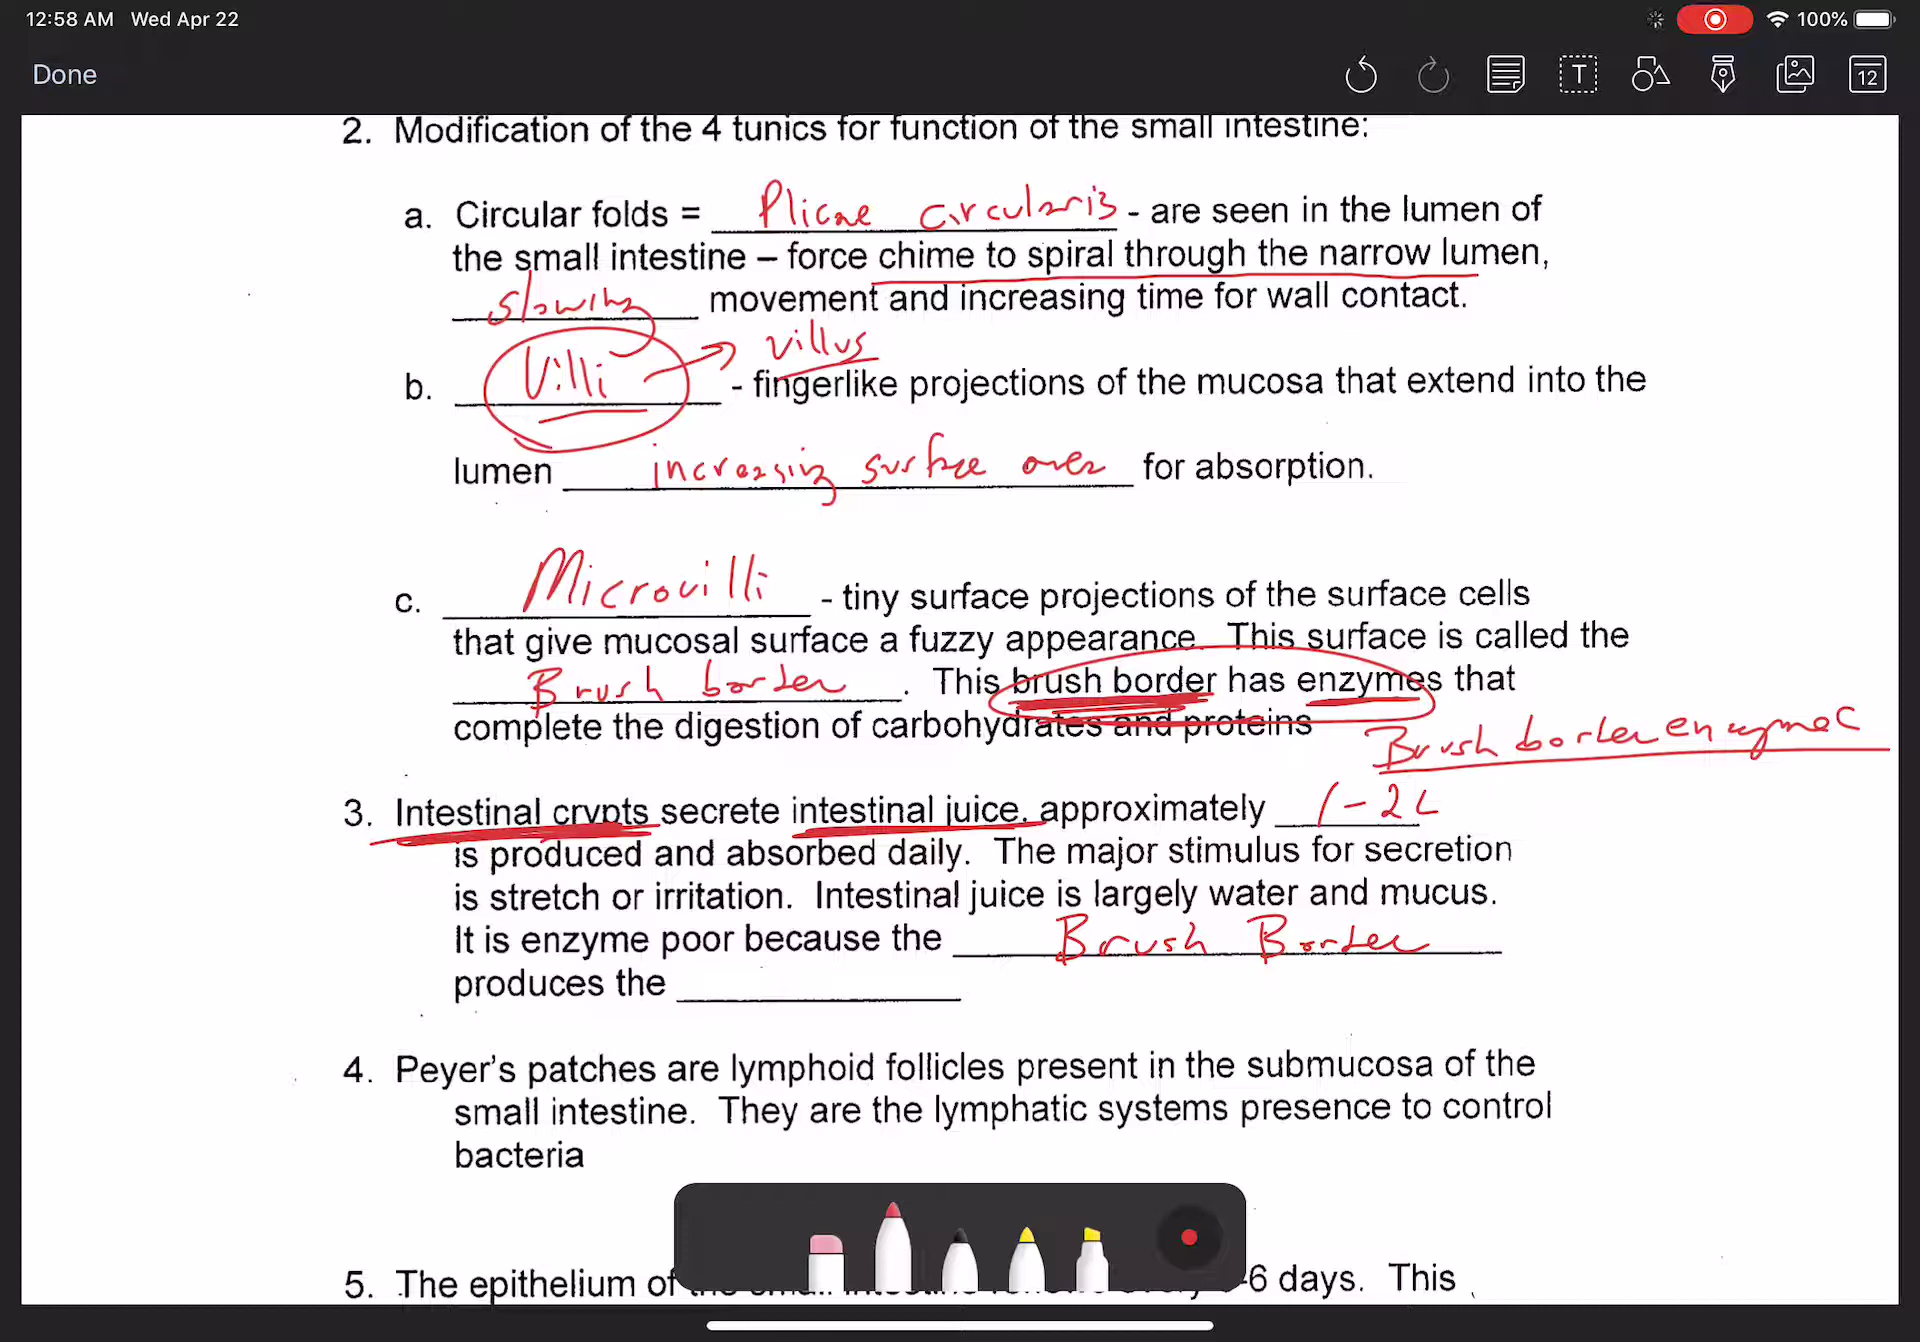 12:58 AM Wed Apr 22
100%
Done
T
12
2. Modification of the 4 tunics for function of the small intestine:
a. Circular folds = Plicae circularis - are seen in the lumen of
the small intestine – force chime to spiral through the narrow lumen,
slowing movement and increasing time for wall contact.
villus
b. Villi - fingerlike projections of the mucosa that extend into the
lumen increasing surface area for absorption.
c. Microvilli - tiny surface projections of the surface cells
that give mucosal surface a fuzzy appearance. This surface is called the
Brush border. This brush border has enzymes that
complete the digestion of carbohydrates and proteins
Brush border enzymes
3. Intestinal crypts secrete intestinal juice, approximately 1-2L
is produced and absorbed daily. The major stimulus for secretion
is stretch or irritation. Intestinal juice is largely water and mucus.
It is enzyme poor because the Brush Border
produces the
4. Peyer's patches are lymphoid follicles present in the submucosa of the
small intestine. They are the lymphatic systems presence to control
bacteria
5. The epithelium of -6 days. This